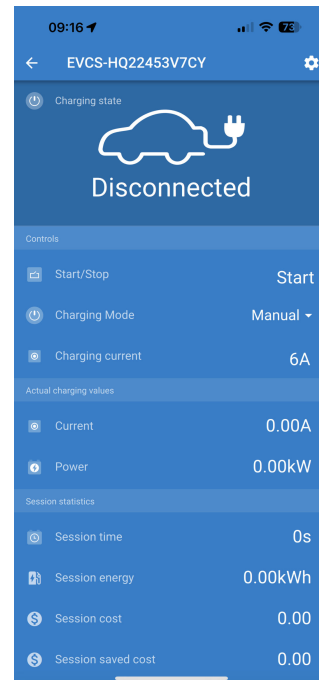 09:16
73
EVCS-HQ22453V7CY
Charging state
Disconnected
Controls
Start/Stop Start
Charging Mode Manual
Charging current 6A
Actual charging values
Current 0.00A
Power 0.00kW
Session statistics
Session time 0s
Session energy 0.00kWh
Session cost 0.00
Session saved cost 0.00